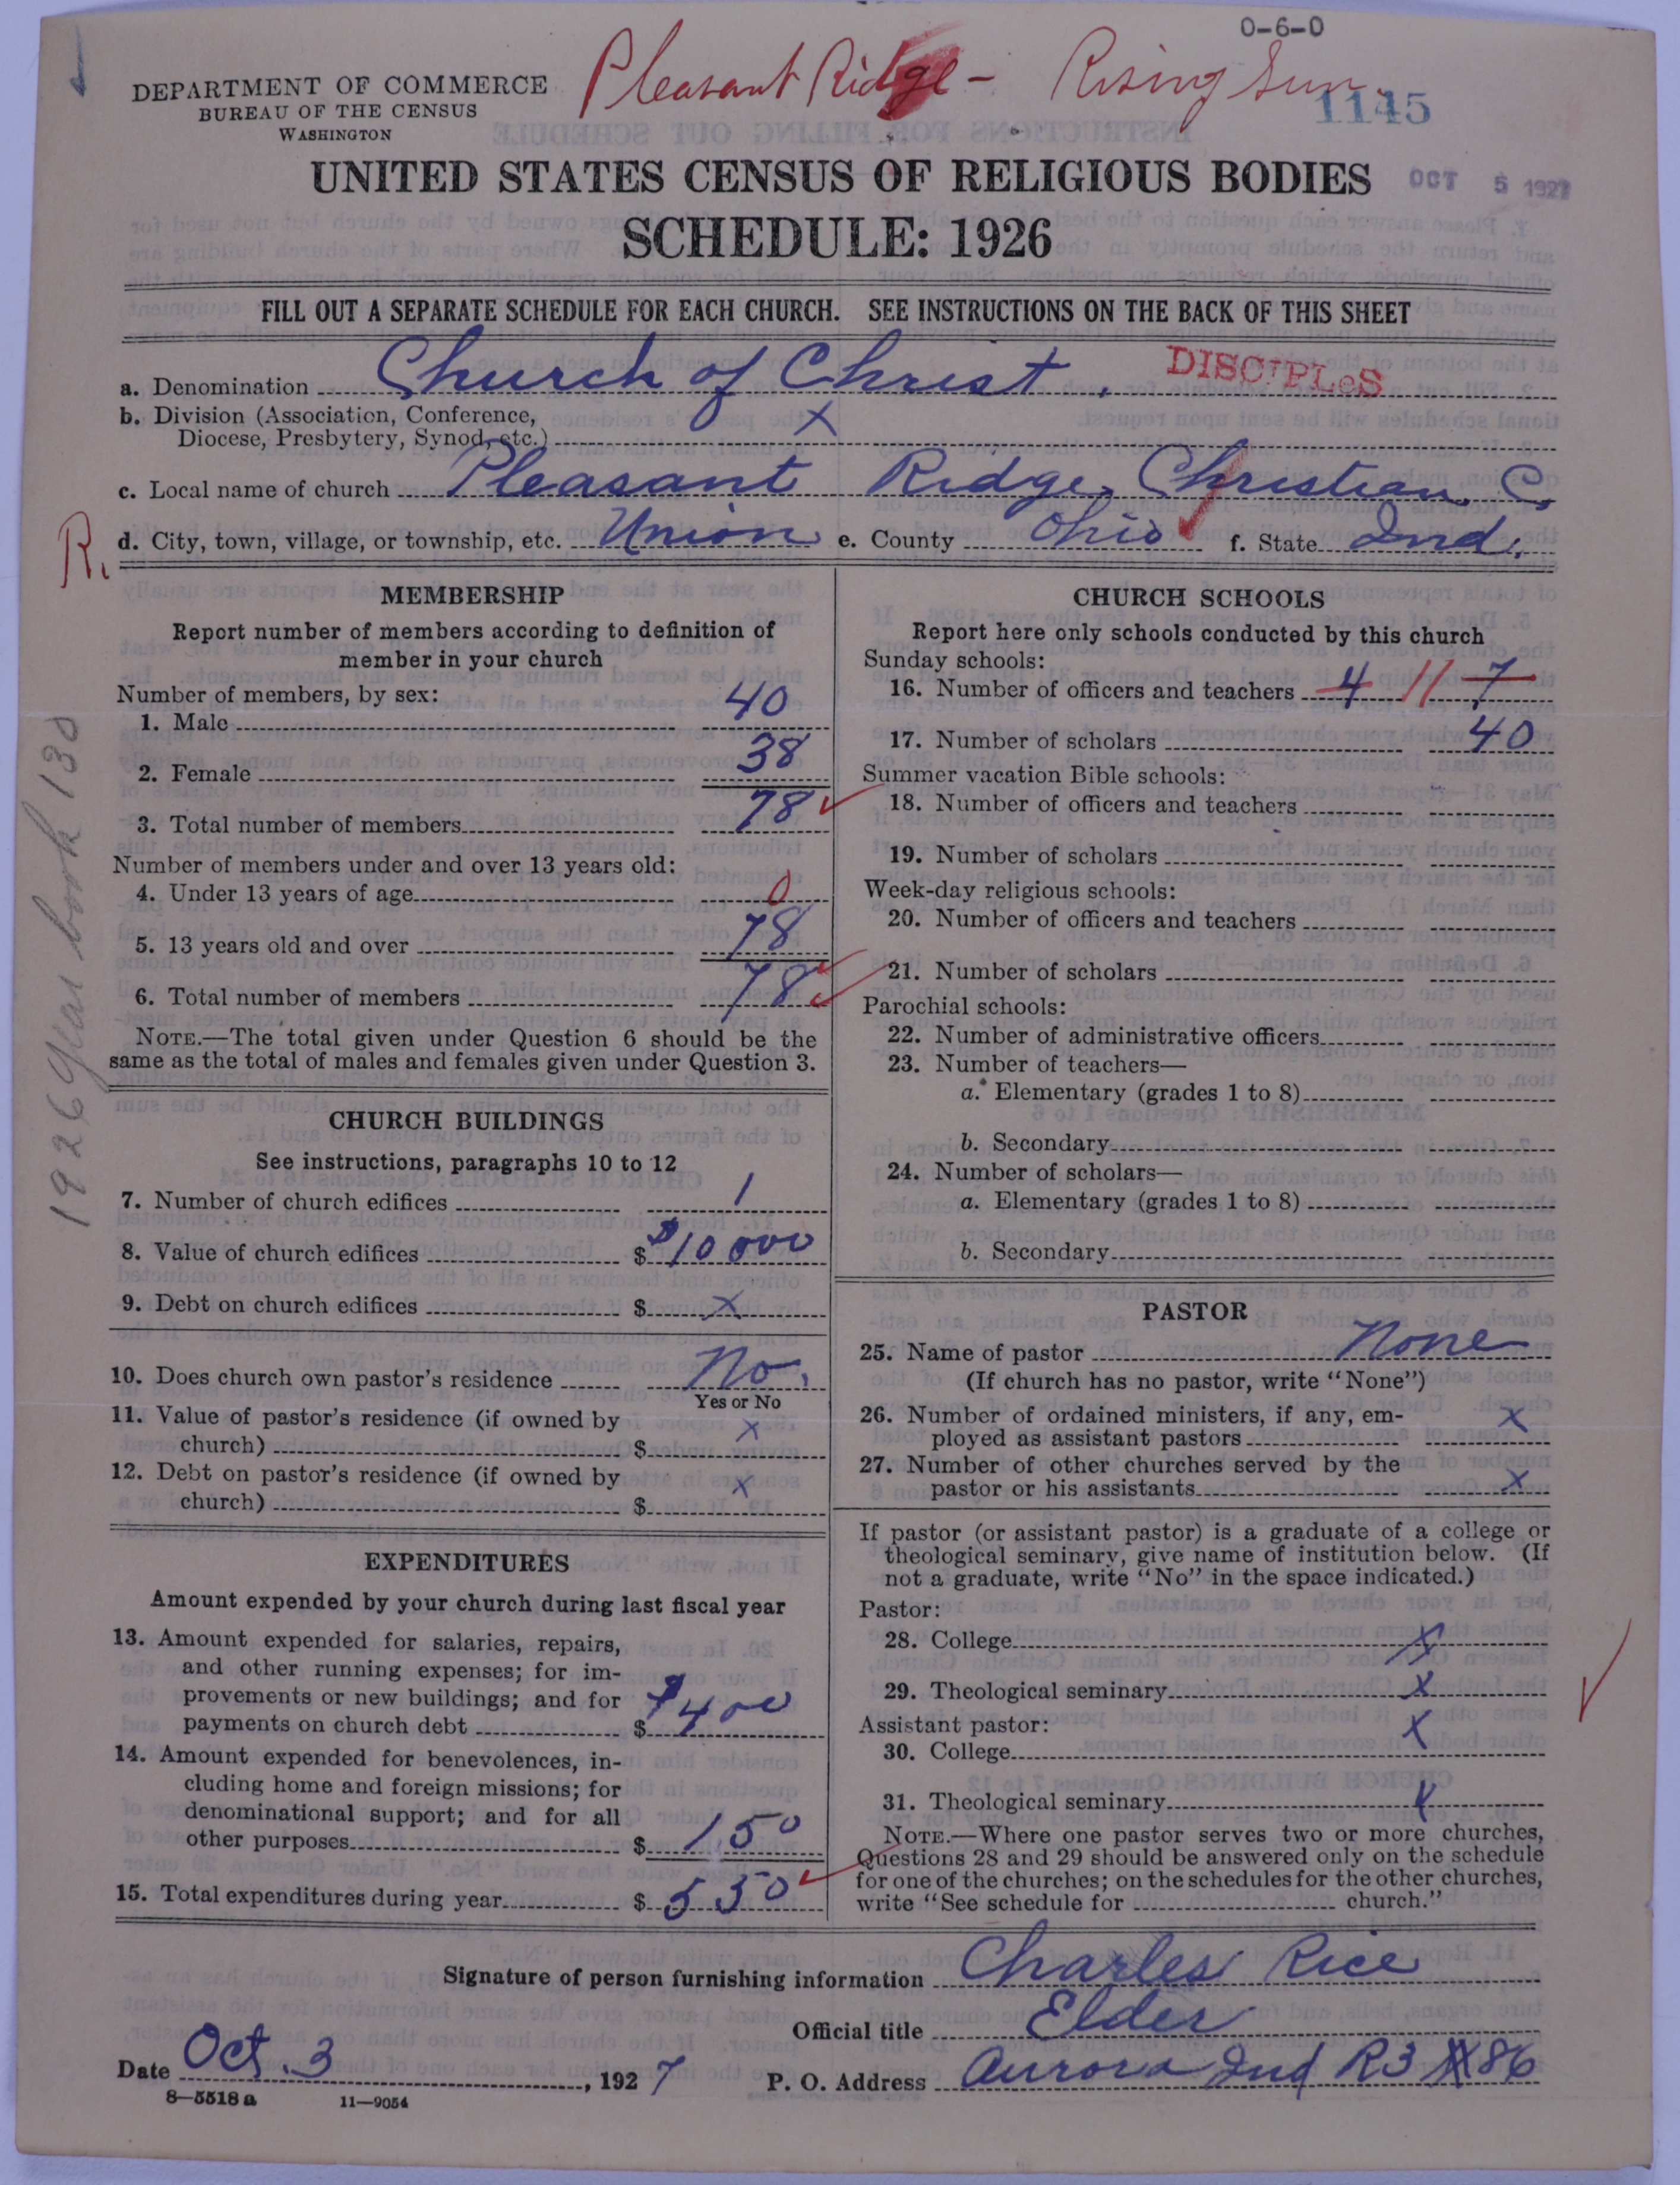 0-6-0
Pleasant Ridge - Rising Sun.
1145
DEPARTMENT OF COMMERCE
BUREAU OF THE CENSUS
WASHINGTON
UNITED STATES CENSUS OF RELIGIOUS BODIES
OCT 5 1927
SCHEDULE: 1926
FILL OUT A SEPARATE SCHEDULE FOR EACH CHURCH. SEE INSTRUCTIONS ON THE BACK OF THIS SHEET
a. Denomination Church of Christ. DISCIPLeS
b. Division (Association, Conference,
Diocese, Presbytery, Synod, etc.) X
c. Local name of church Pleasant Ridge, Christian C,
R. d. City, town, village, or township, etc. Union e. County Ohio f. State Ind.
1926 Year book 130
MEMBERSHIP
Report number of members according to definition of
member in your church
Number of members, by sex:
1. Male 40
2. Female 38
3. Total number of members 78
Number of members under and over 13 years old:
4. Under 13 years of age 0
5. 13 years old and over 78
6. Total number of members 78
NOTE.—The total given under Question 6 should be the
same as the total of males and females given under Question 3.
CHURCH BUILDINGS
See instructions, paragraphs 10 to 12
7. Number of church edifices 1
8. Value of church edifices $ $10000
9. Debt on church edifices $ X
10. Does church own pastor's residence No.
Yes or No
11. Value of pastor's residence (if owned by
church) $ X
12. Debt on pastor's residence (if owned by
church) $ X
EXPENDITURES
Amount expended by your church during last fiscal year
13. Amount expended for salaries, repairs,
and other running expenses; for im-
provements or new buildings; and for
payments on church debt $ $400
14. Amount expended for benevolences, in-
cluding home and foreign missions; for
denominational support; and for all
other purposes $ 150
15. Total expenditures during year $ 550
CHURCH SCHOOLS
Report here only schools conducted by this church
Sunday schools:
16. Number of officers and teachers 4 11 7
17. Number of scholars 40
Summer vacation Bible schools:
18. Number of officers and teachers
19. Number of scholars
Week-day religious schools:
20. Number of officers and teachers
21. Number of scholars
Parochial schools:
22. Number of administrative officers
23. Number of teachers—
a. Elementary (grades 1 to 8)
b. Secondary
24. Number of scholars—
a. Elementary (grades 1 to 8)
b. Secondary
PASTOR
25. Name of pastor None
(If church has no pastor, write "None")
26. Number of ordained ministers, if any, em-
ployed as assistant pastors X
27. Number of other churches served by the
pastor or his assistants X
If pastor (or assistant pastor) is a graduate of a college or
theological seminary, give name of institution below. (If
not a graduate, write "No" in the space indicated.)
Pastor:
28. College X
29. Theological seminary X
Assistant pastor:
30. College X
31. Theological seminary X
NOTE.—Where one pastor serves two or more churches,
Questions 28 and 29 should be answered only on the schedule
for one of the churches; on the schedules for the other churches,
write "See schedule for church."
Signature of person furnishing information Charles Rice
Official title Elder
Date Oct. 3, 1927 P. O. Address Aurora Ind R3 X86
8—5518 a 11—9054